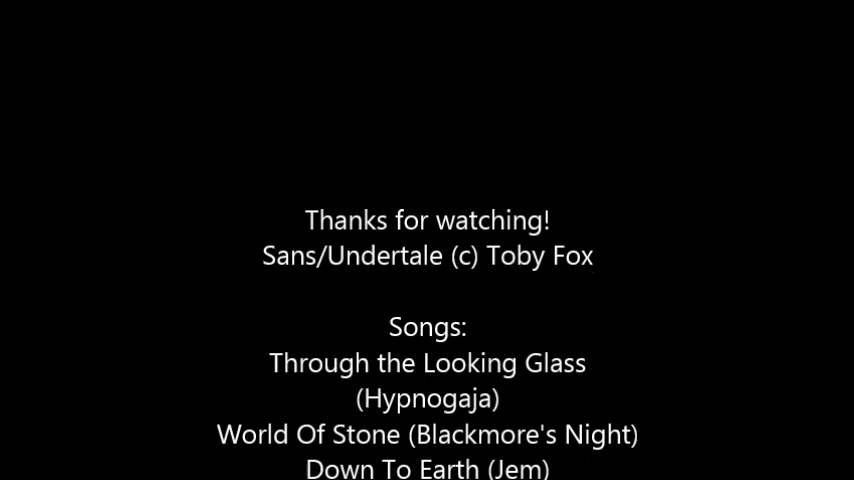 Thanks for watching!
Sans/Undertale (c) Toby Fox
Songs:
Through the Looking Glass
(Hypnogaja)
World Of Stone (Blackmore's Night)
Down To Earth (Jem)